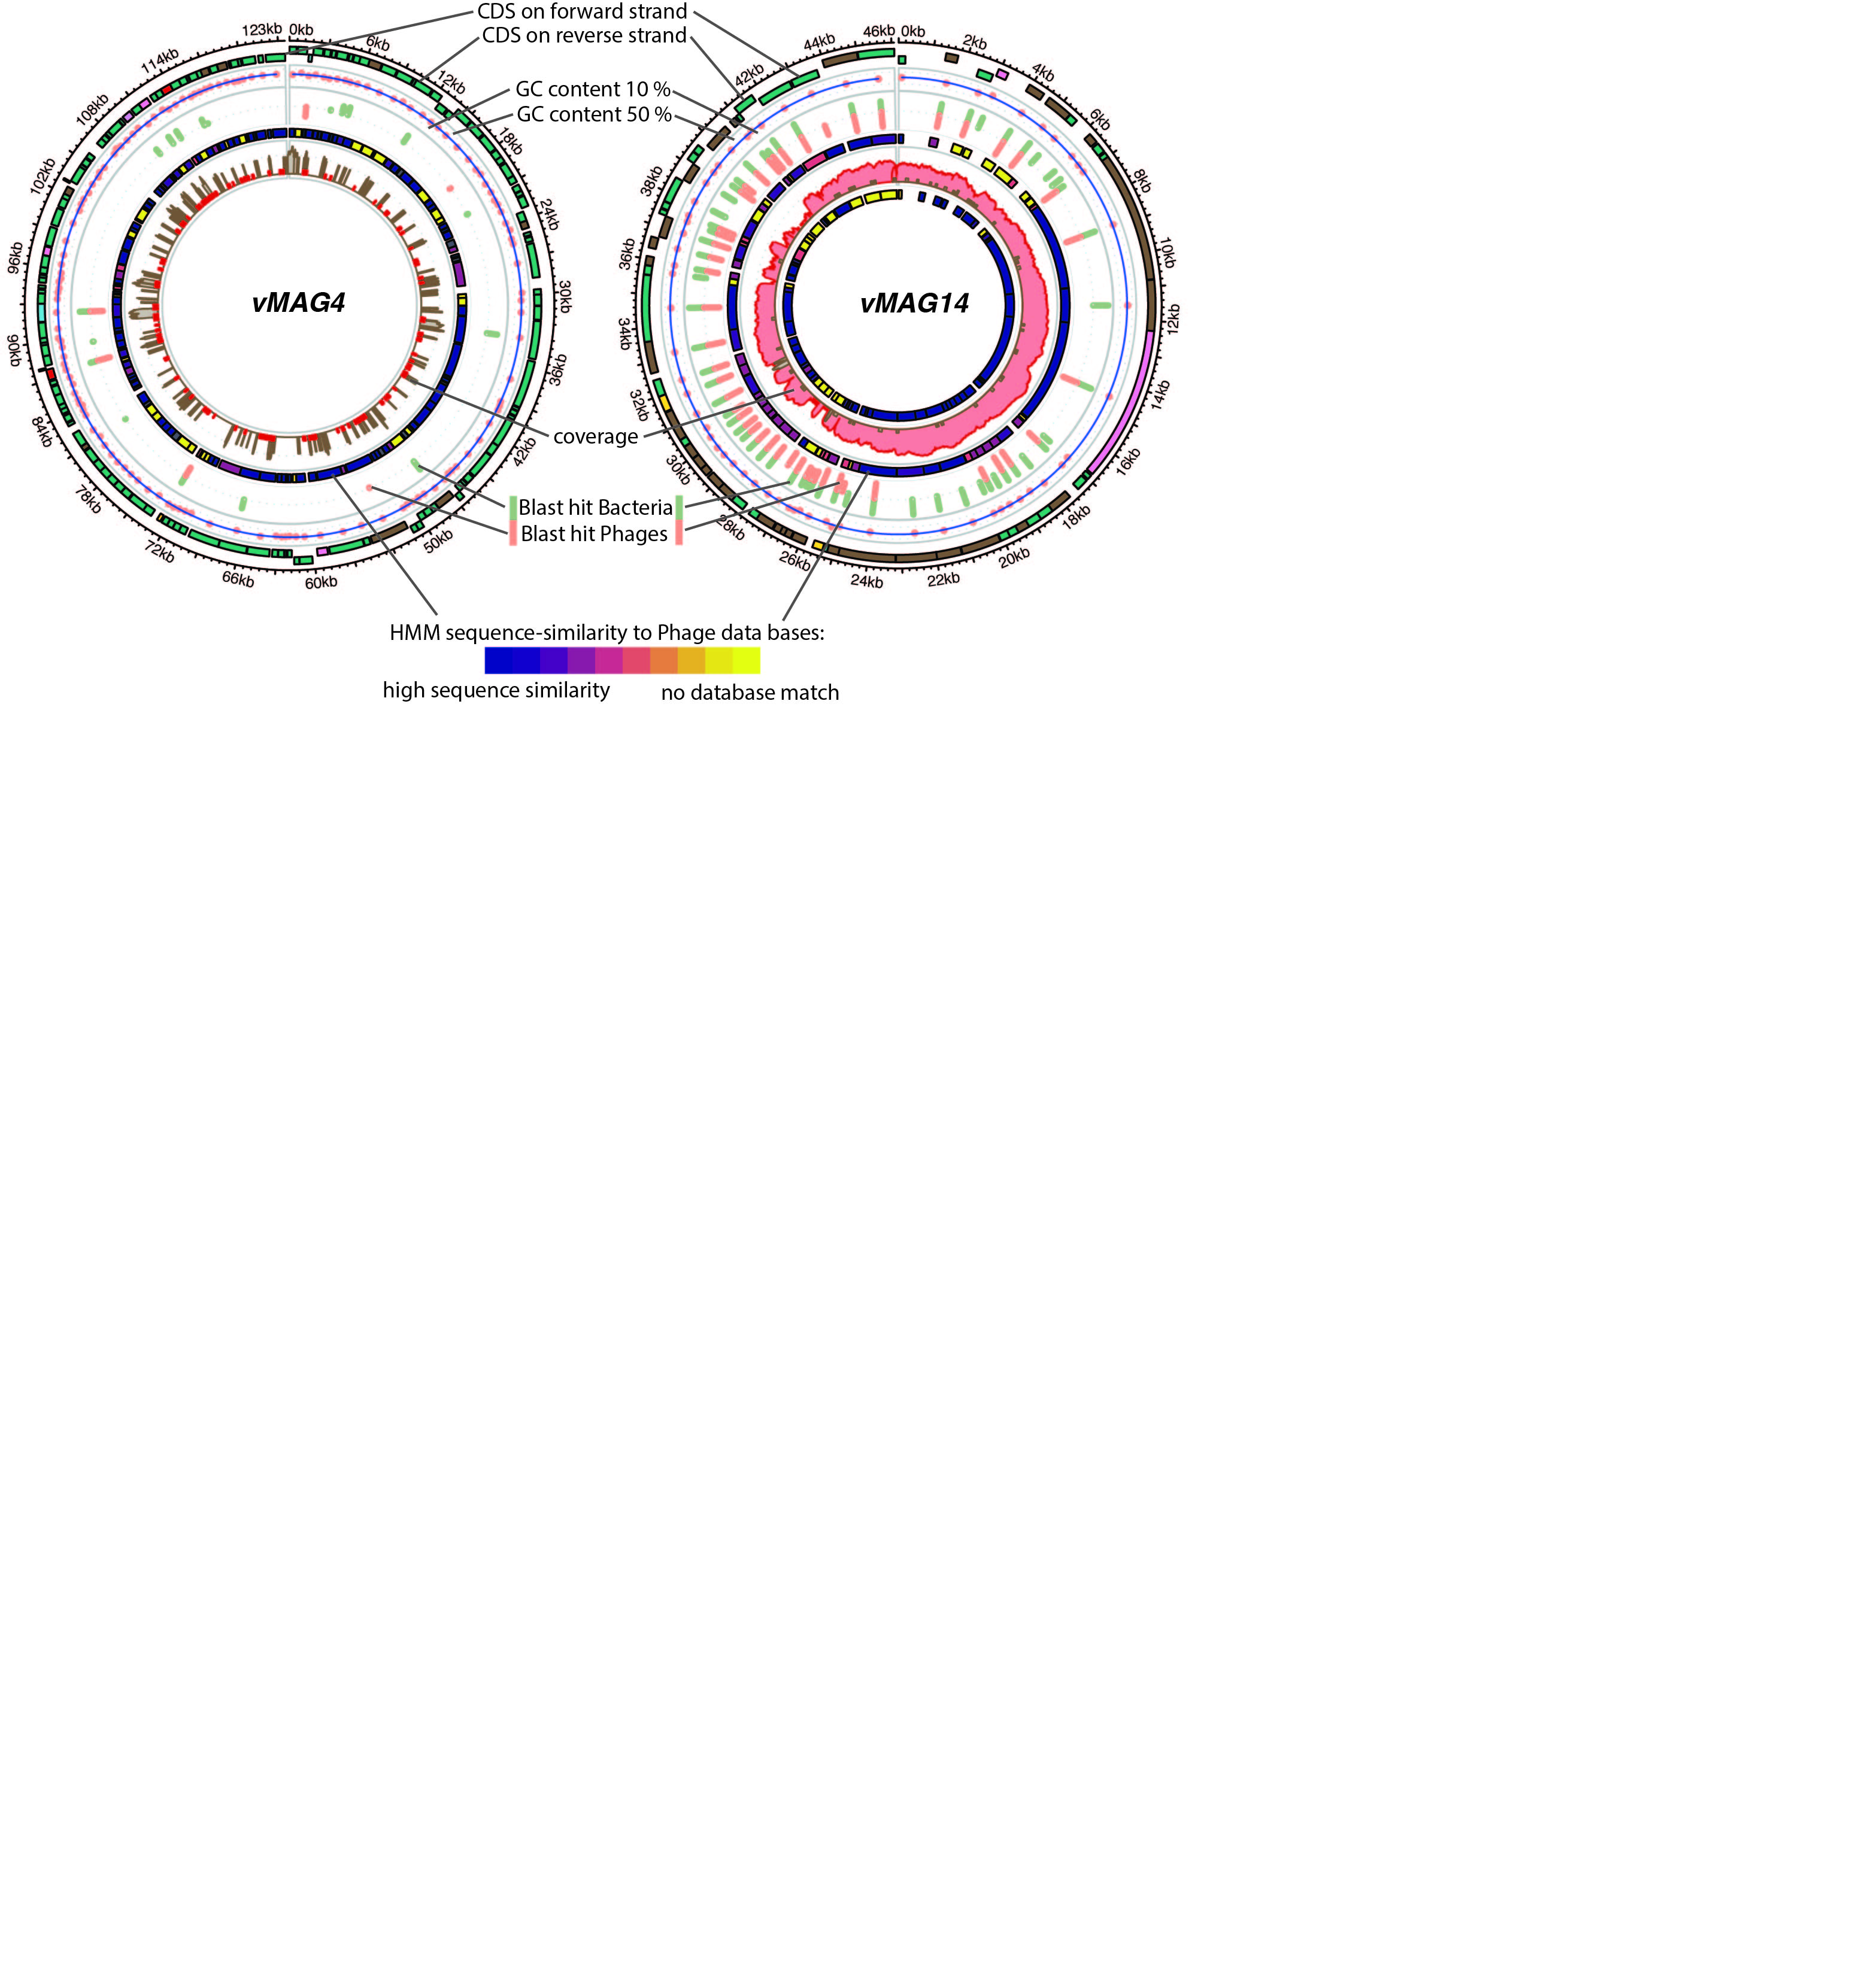 CDS on forward strand
CDS on reverse strand
GC content 10 %
GC content 50 %
123kb
0kb
6kb
12kb
18kb
24kb
30kb
36kb
42kb
50kb
60kb
66kb
72kb
78kb
84kb
90kb
96kb
102kb
108kb
114kb
vMAG4
46kb
0kb
2kb
4kb
6kb
8kb
10kb
12kb
14kb
16kb
18kb
20kb
22kb
24kb
26kb
28kb
30kb
32kb
34kb
36kb
38kb
42kb
44kb
vMAG14
coverage
Blast hit Bacteria
Blast hit Phages
HMM sequence-similarity to Phage data bases:
high sequence similarity
no database match